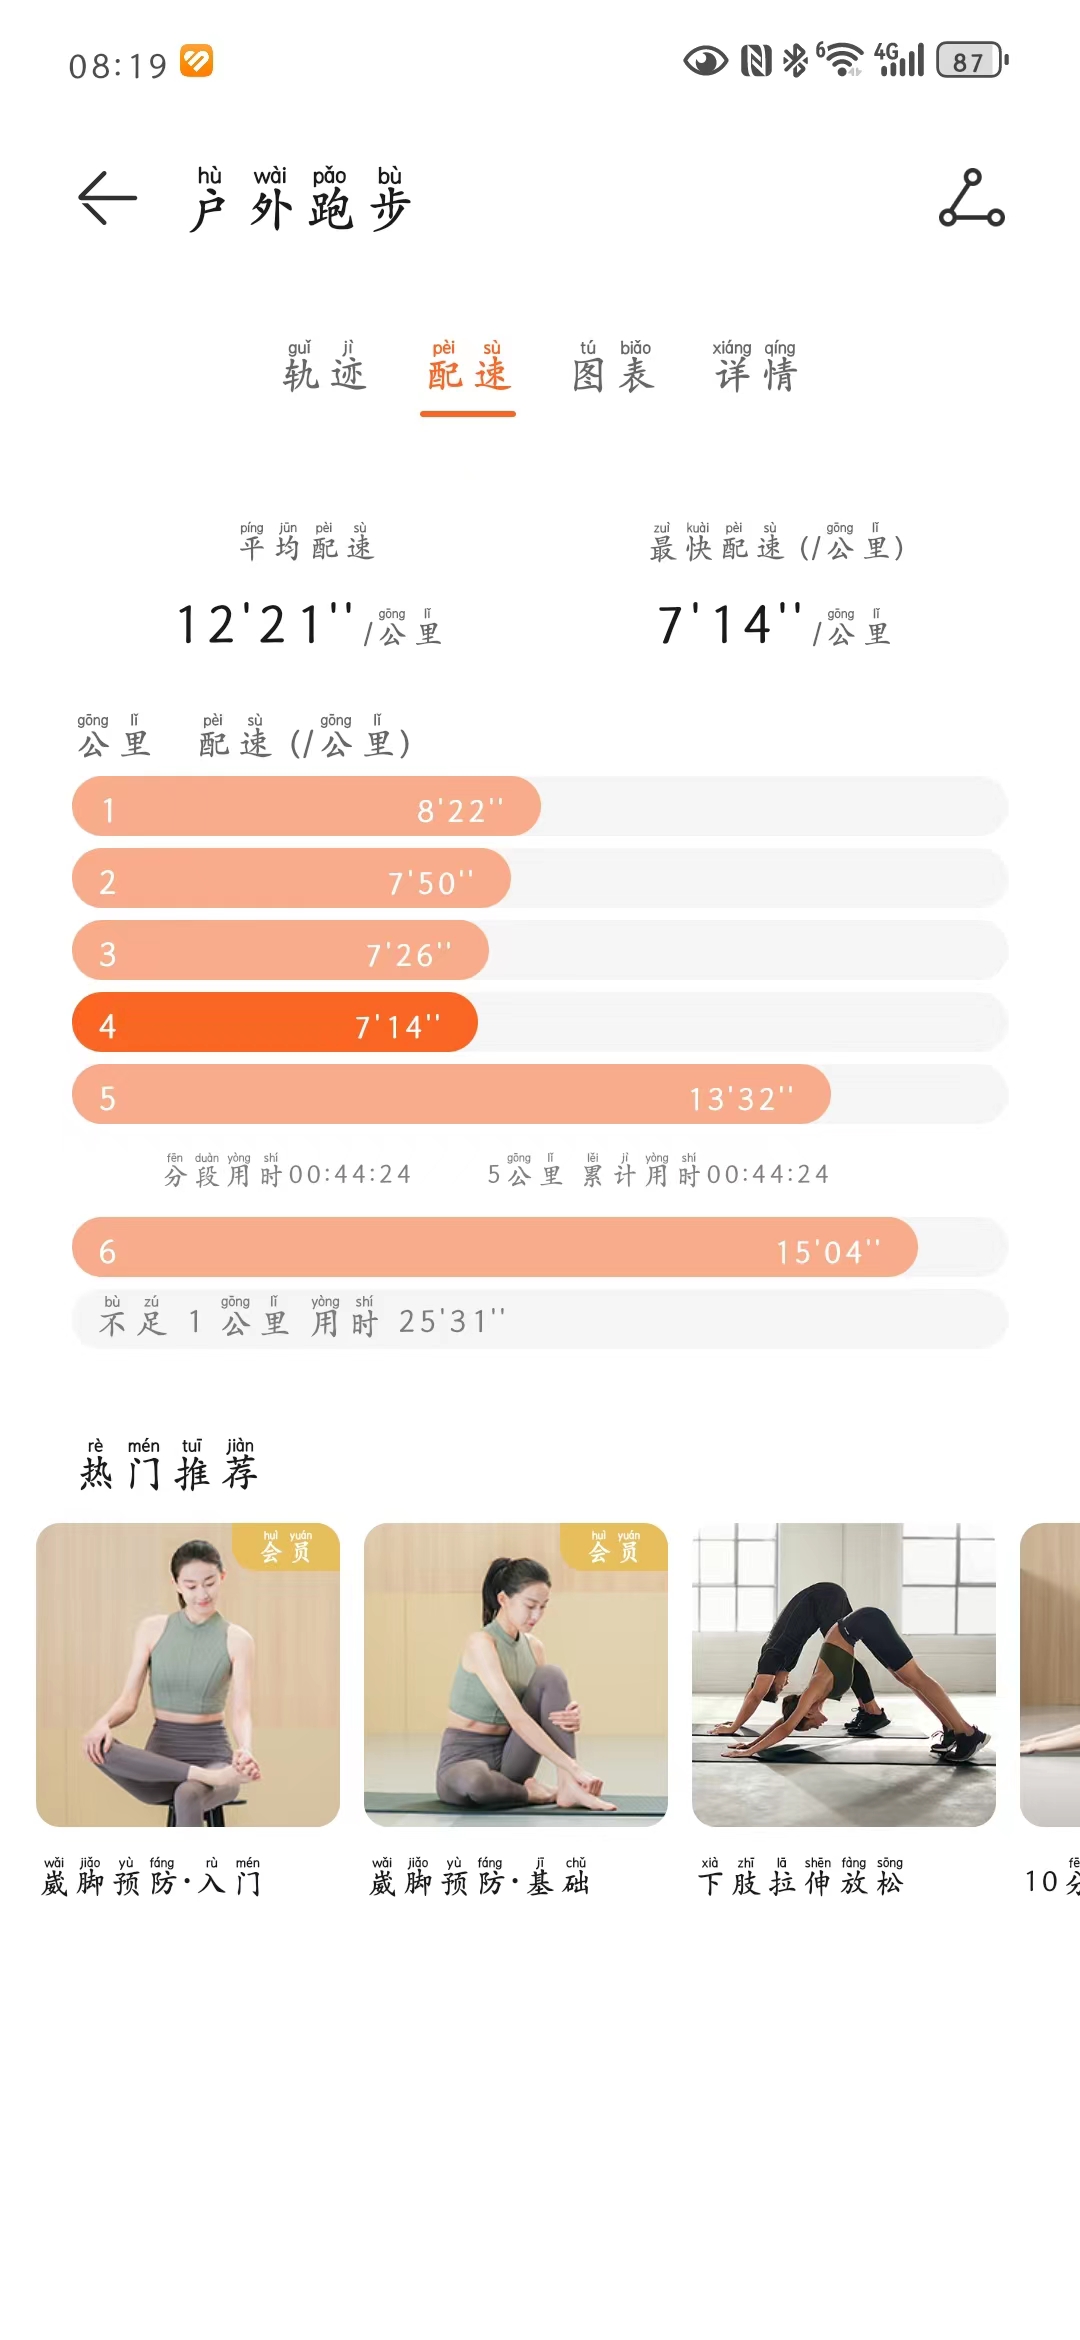 08:19 6 4G 87
hù wài pǎo bù
户外跑步
guǐ jì pèi sù tú biǎo xiáng qíng
轨迹 配速 图表 详情
píng jūn pèi sù zuì kuài pèi sù gōng lǐ
平均配速 最快配速 (/公里)
gōng lǐ gōng lǐ
12'21''/公里 7'14''/公里
gōng lǐ pèi sù gōng lǐ
公里 配速 (/公里)
1 8'22''
2 7'50''
3 7'26''
4 7'14''
5 13'32''
fēn duàn yòng shí gōng lǐ lěi jì yòng shí
分段用时00:44:24 5公里 累计用时00:44:24
6 15'04''
bù zú gōng lǐ yòng shí
不足 1 公里 用时 25'31''
rè mén tuī jiàn
热门推荐
huì yuán huì yuán
会员 会员
wǎi jiǎo yù fáng rù mén wǎi jiǎo yù fáng jī chǔ xià zhī lā shēn fàng sōng
崴脚预防·入门 崴脚预防·基础 下肢拉伸放松 10